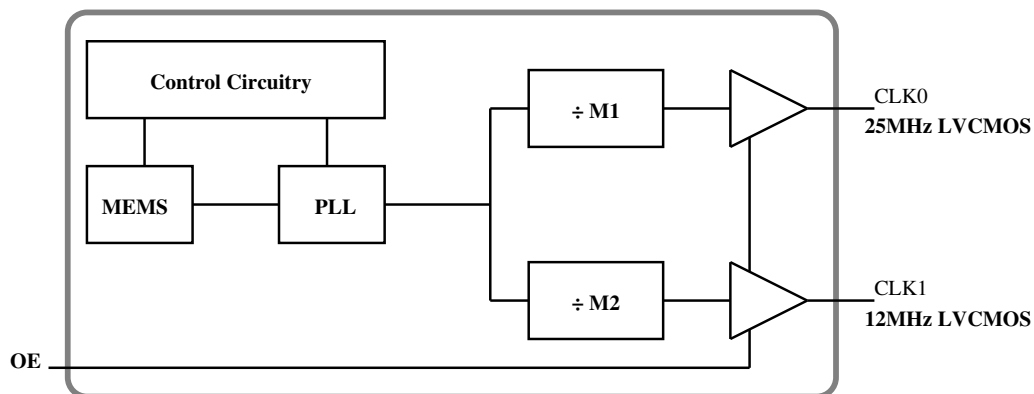 Control Circuitry
MEMS
PLL
÷ M1
÷ M2
CLK0
25MHz LVCMOS
CLK1
12MHz LVCMOS
OE